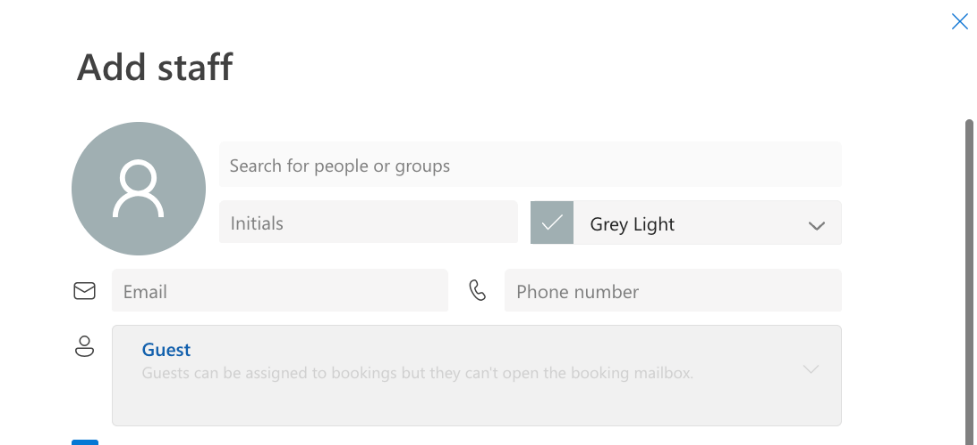 Add staff
Search for people or groups
Initials
Grey Light
Email
Phone number
Guest
Guests can be assigned to bookings but they can't open the booking mailbox.